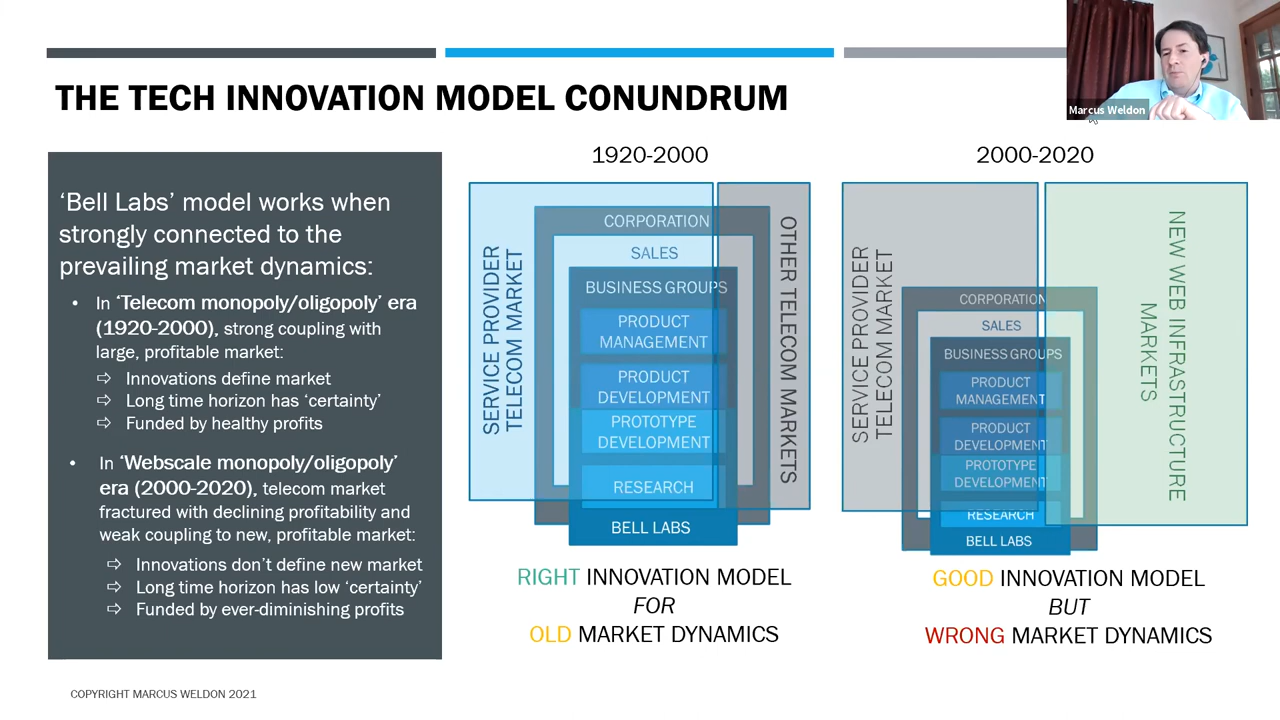 THE TECH INNOVATION MODEL CONUNDRUM
Marcus Weldon
‘Bell Labs’ model works when
strongly connected to the
prevailing market dynamics:
• In ‘Telecom monopoly/oligopoly’ era
(1920-2000), strong coupling with
large, profitable market:
⇨ Innovations define market
⇨ Long time horizon has ‘certainty’
⇨ Funded by healthy profits
• In ‘Webscale monopoly/oligopoly’
era (2000-2020), telecom market
fractured with declining profitability and
weak coupling to new, profitable market:
⇨ Innovations don’t define new market
⇨ Long time horizon has low ‘certainty’
⇨ Funded by ever-diminishing profits
1920-2000
SERVICE PROVIDER
TELECOM MARKET
CORPORATION
SALES
BUSINESS GROUPS
PRODUCT
MANAGEMENT
PRODUCT
DEVELOPMENT
PROTOTYPE
DEVELOPMENT
RESEARCH
BELL LABS
OTHER TELECOM MARKETS
RIGHT INNOVATION MODEL
FOR
OLD MARKET DYNAMICS
2000-2020
SERVICE PROVIDER
TELECOM MARKET
CORPORATION
SALES
BUSINESS GROUPS
PRODUCT
MANAGEMENT
PRODUCT
DEVELOPMENT
PROTOTYPE
DEVELOPMENT
RESEARCH
BELL LABS
NEW WEB INFRASTRUCTURE
MARKETS
GOOD INNOVATION MODEL
BUT
WRONG MARKET DYNAMICS
COPYRIGHT MARCUS WELDON 2021